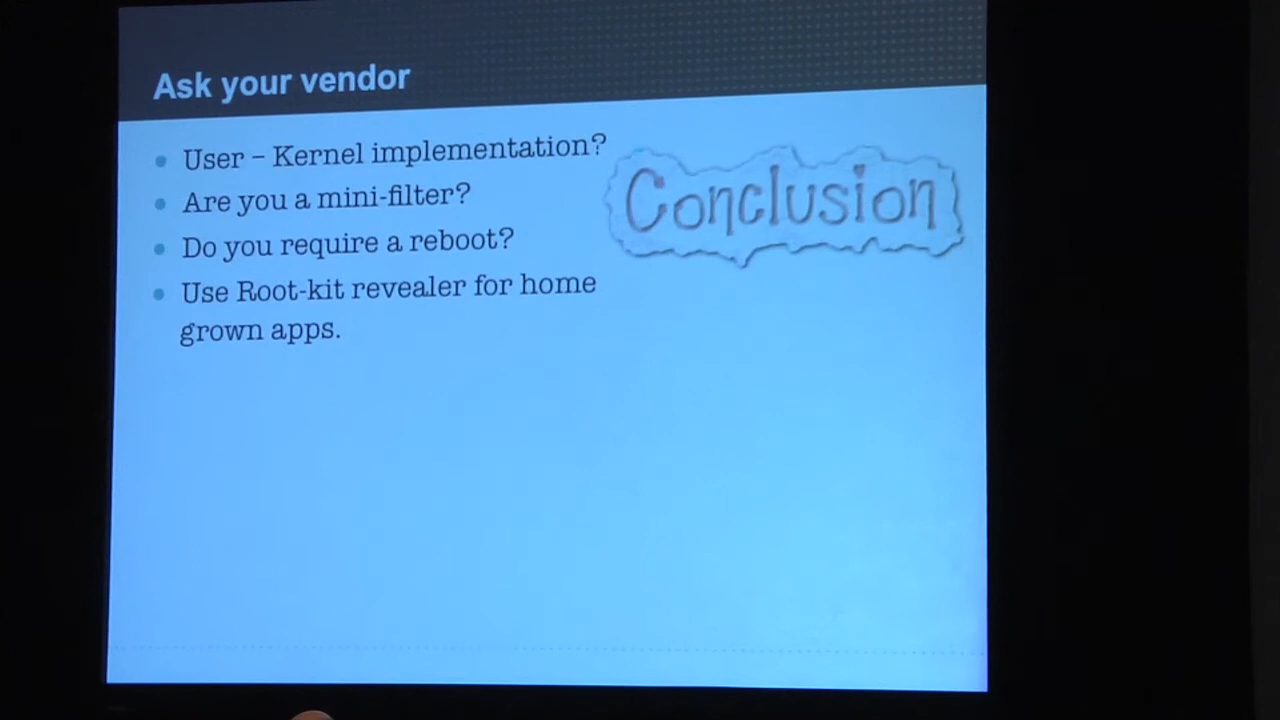 Ask your vendor
User – Kernel implementation?
Are you a mini-filter?
Do you require a reboot?
Use Root-kit revealer for home
grown apps.
Conclusion